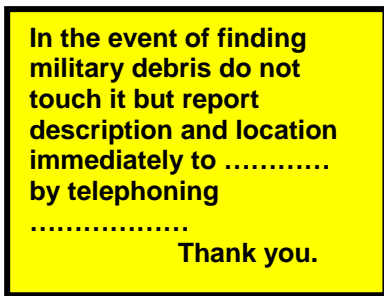 In the event of finding
military debris do not
touch it but report
description and location
immediately to …………
by telephoning
………………
Thank you.